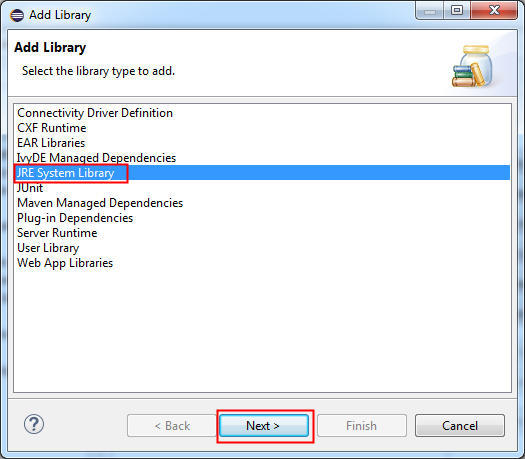 Add Library
Add Library
Select the library type to add.
Connectivity Driver Definition
CXF Runtime
EAR Libraries
IvyDE Managed Dependencies
JRE System Library
JUnit
Maven Managed Dependencies
Plug-in Dependencies
Server Runtime
User Library
Web App Libraries
?
< Back
Next >
Finish
Cancel